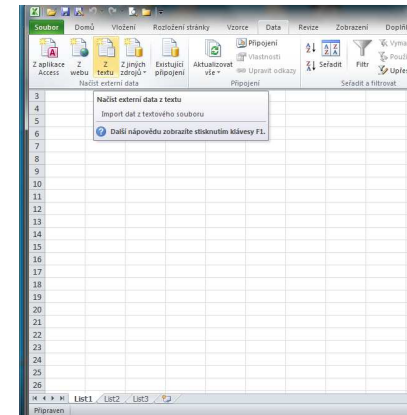 Soubor Domů Vložení Rozložení stránky Vzorce Data Revize Zobrazení
Z aplikace Access
Z webu
Z textu
Z jiných zdrojů
Existující připojení
Načíst externí data
Aktualizovat vše
Připojení
Vlastnosti
Upravit odkazy
Připojení
Seřadit
Filtr
Seřadit a filtrovat
Načíst externí data z textu
Import dat z textového souboru
Další nápovědu zobrazíte stisknutím klávesy F1.
3
4
5
6
7
8
9
10
11
12
13
14
15
16
17
18
19
20
21
22
23
24
25
26
List1 List2 List3
Připraven